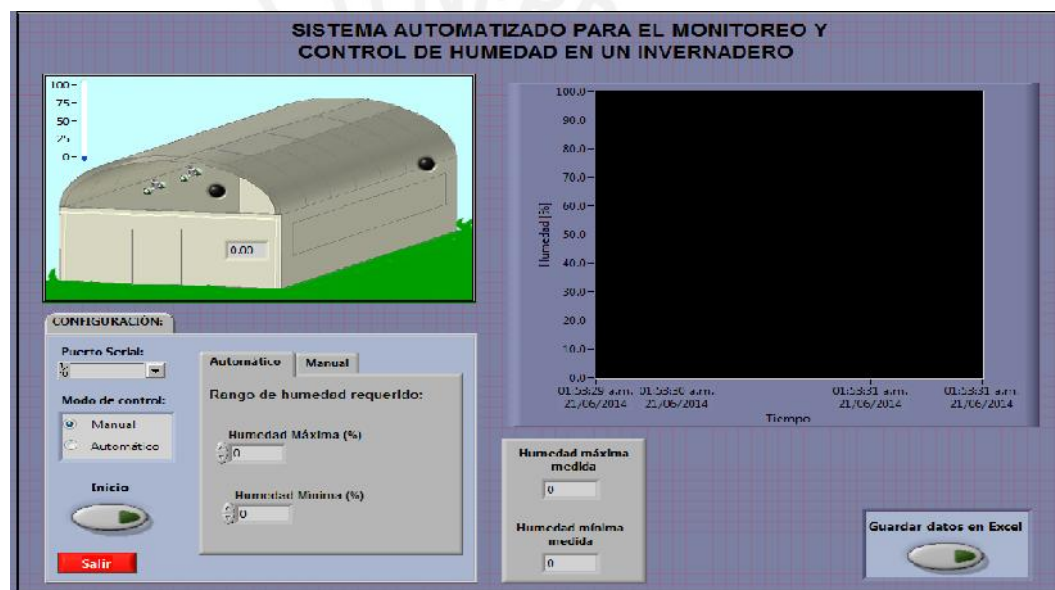 SISTEMA AUTOMATIZADO PARA EL MONITOREO Y
CONTROL DE HUMEDAD EN UN INVERNADERO
100
75
50
25
0
0.00
CONFIGURACIÓN:
Puerto Serial:
Modo de control:
Manual
Automático
Inicio
Salir
Automático
Manual
Rango de humedad requerido:
Humedad Máxima (%)
0
Humedad Mínima (%)
0
100.0
90.0
80.0
70.0
60.0
50.0
40.0
30.0
20.0
10.0
0.0
Humedad [%]
01:53:29 a.m.
21/06/2014
01:53:30 a.m.
21/06/2014
01:53:31 a.m.
21/06/2014
01:53:31 a.m.
21/06/2014
Tiempo
Humedad máxima
medida
0
Humedad mínima
medida
0
Guardar datos en Excel